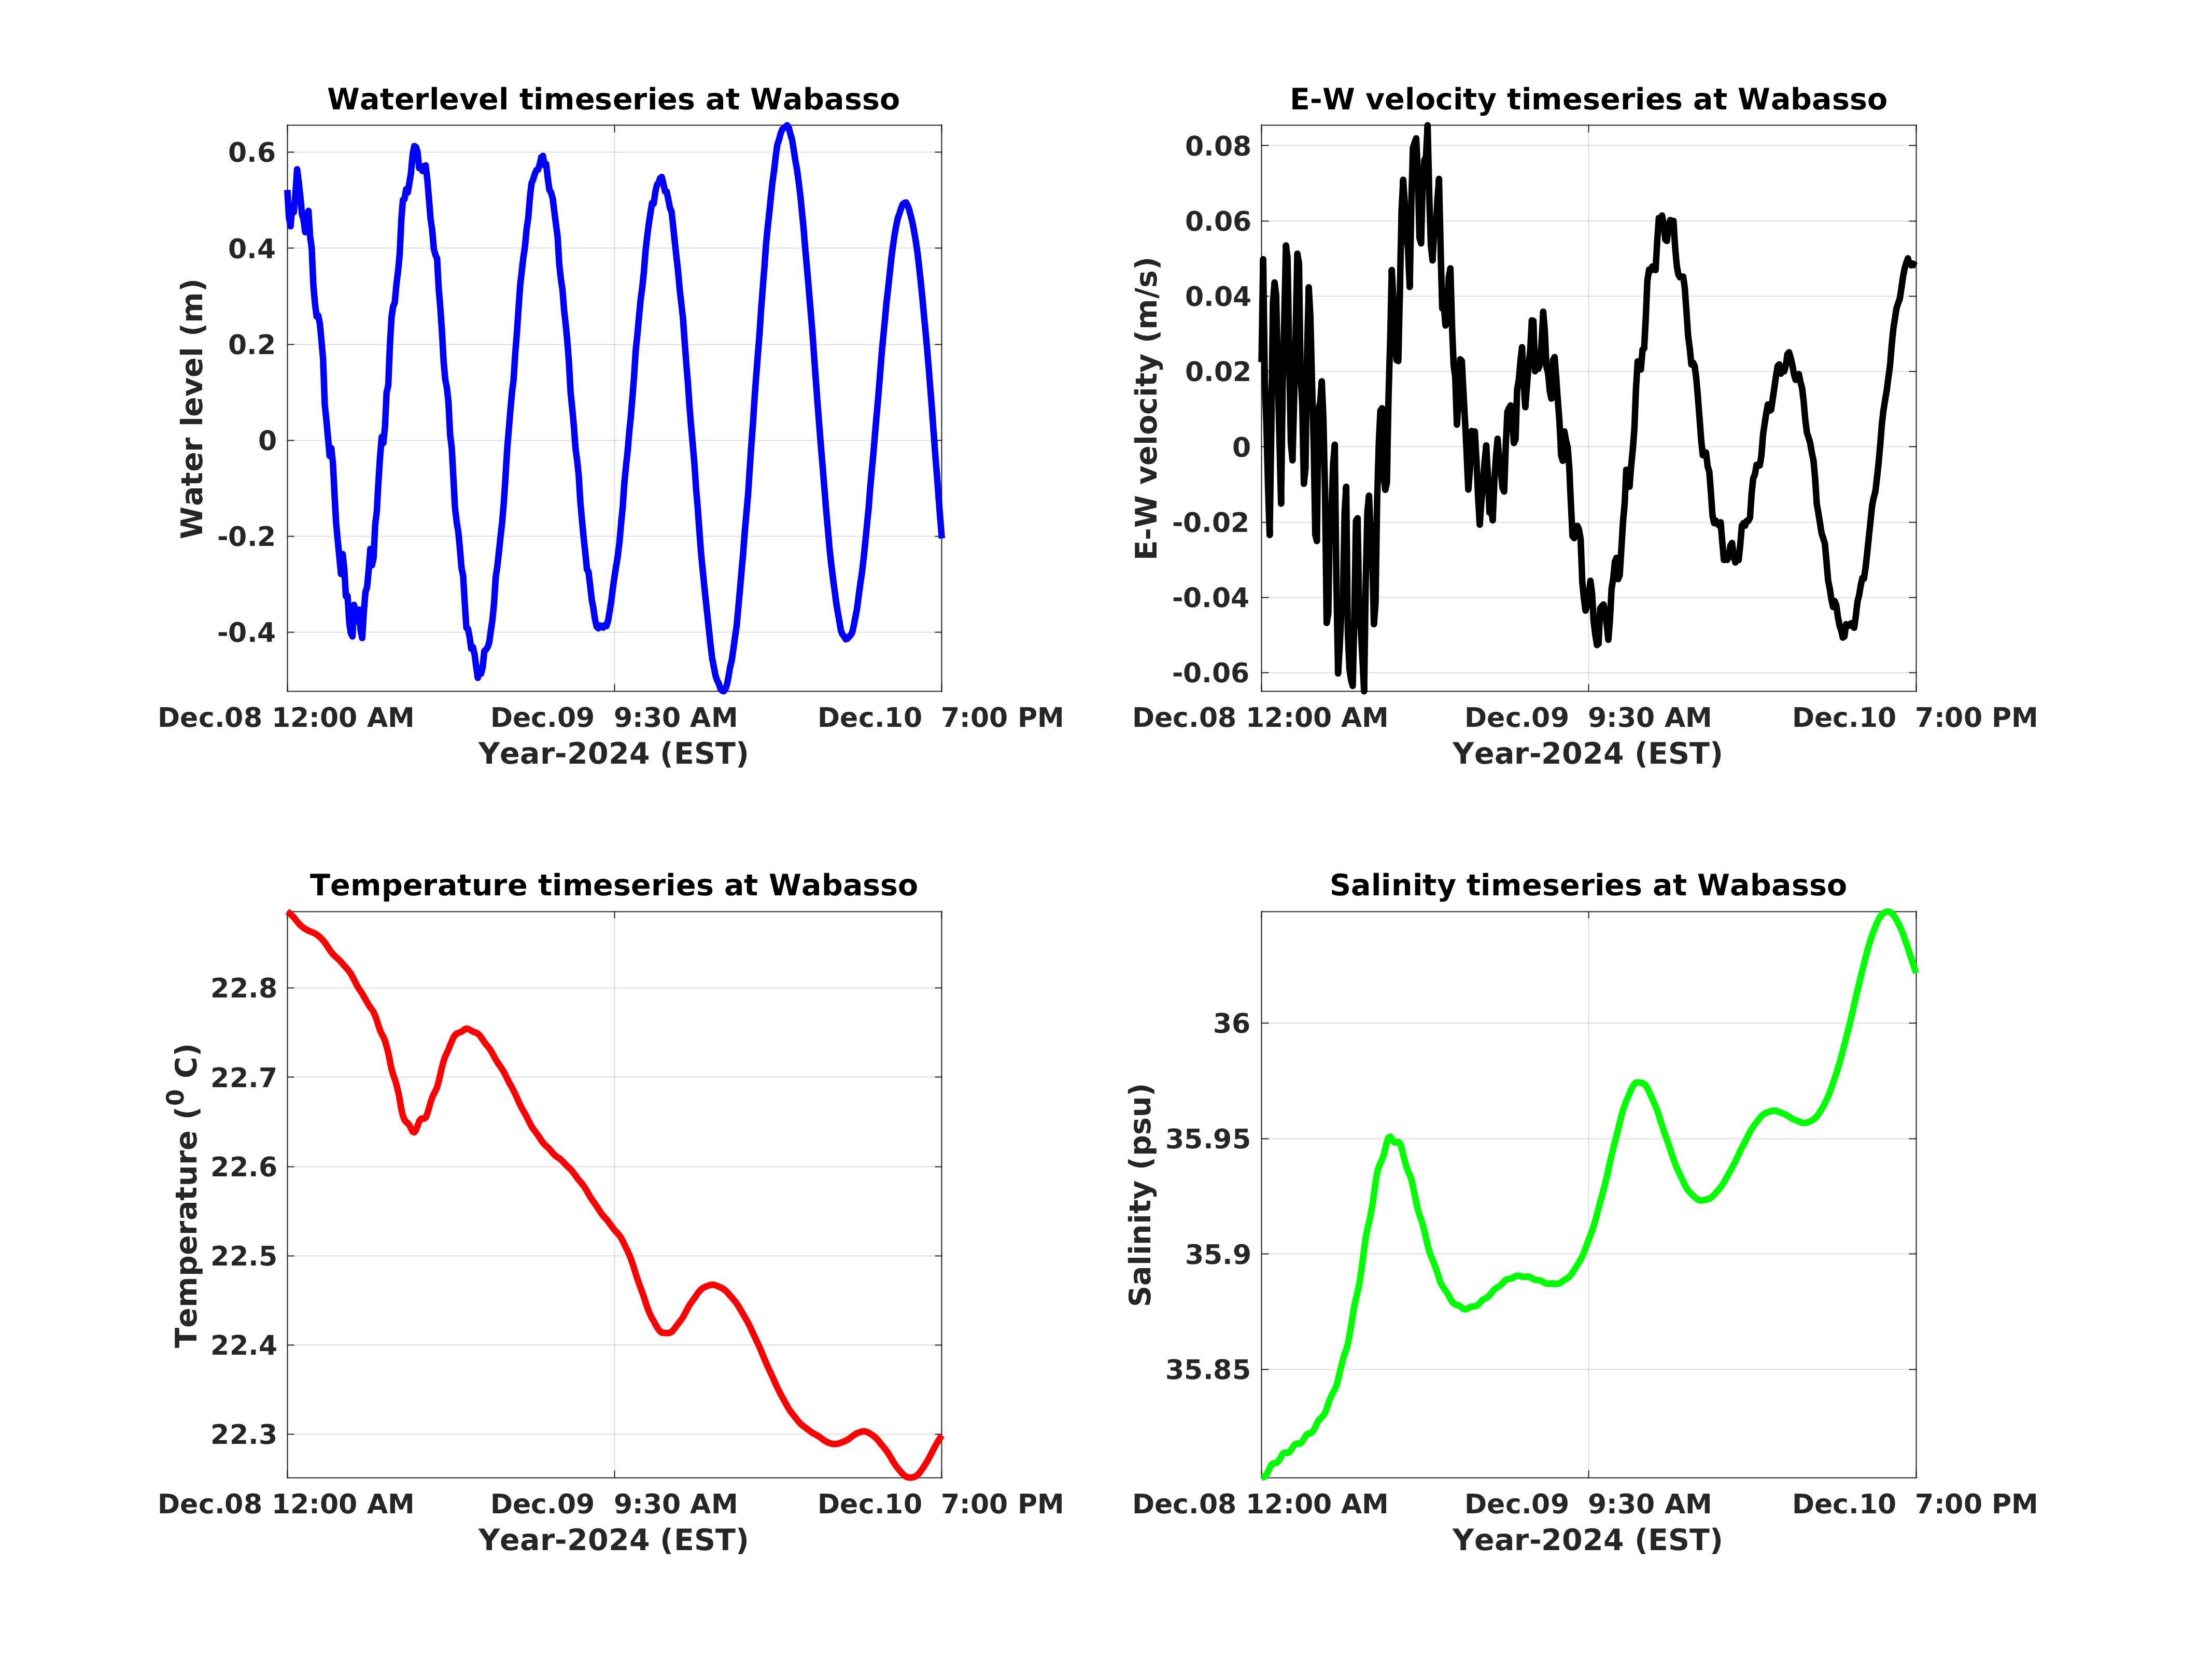 Waterlevel timeseries at Wabasso
Water level (m)
0.6
0.4
0.2
0
-0.2
-0.4
Dec.08 12:00 AM
Dec.09 9:30 AM
Dec.10 7:00 PM
Year-2024 (EST)
E-W velocity timeseries at Wabasso
E-W velocity (m/s)
0.08
0.06
0.04
0.02
0
-0.02
-0.04
-0.06
Dec.08 12:00 AM
Dec.09 9:30 AM
Dec.10 7:00 PM
Year-2024 (EST)
Temperature timeseries at Wabasso
Temperature (⁰ C)
22.8
22.7
22.6
22.5
22.4
22.3
Dec.08 12:00 AM
Dec.09 9:30 AM
Dec.10 7:00 PM
Year-2024 (EST)
Salinity timeseries at Wabasso
Salinity (psu)
36
35.95
35.9
35.85
Dec.08 12:00 AM
Dec.09 9:30 AM
Dec.10 7:00 PM
Year-2024 (EST)